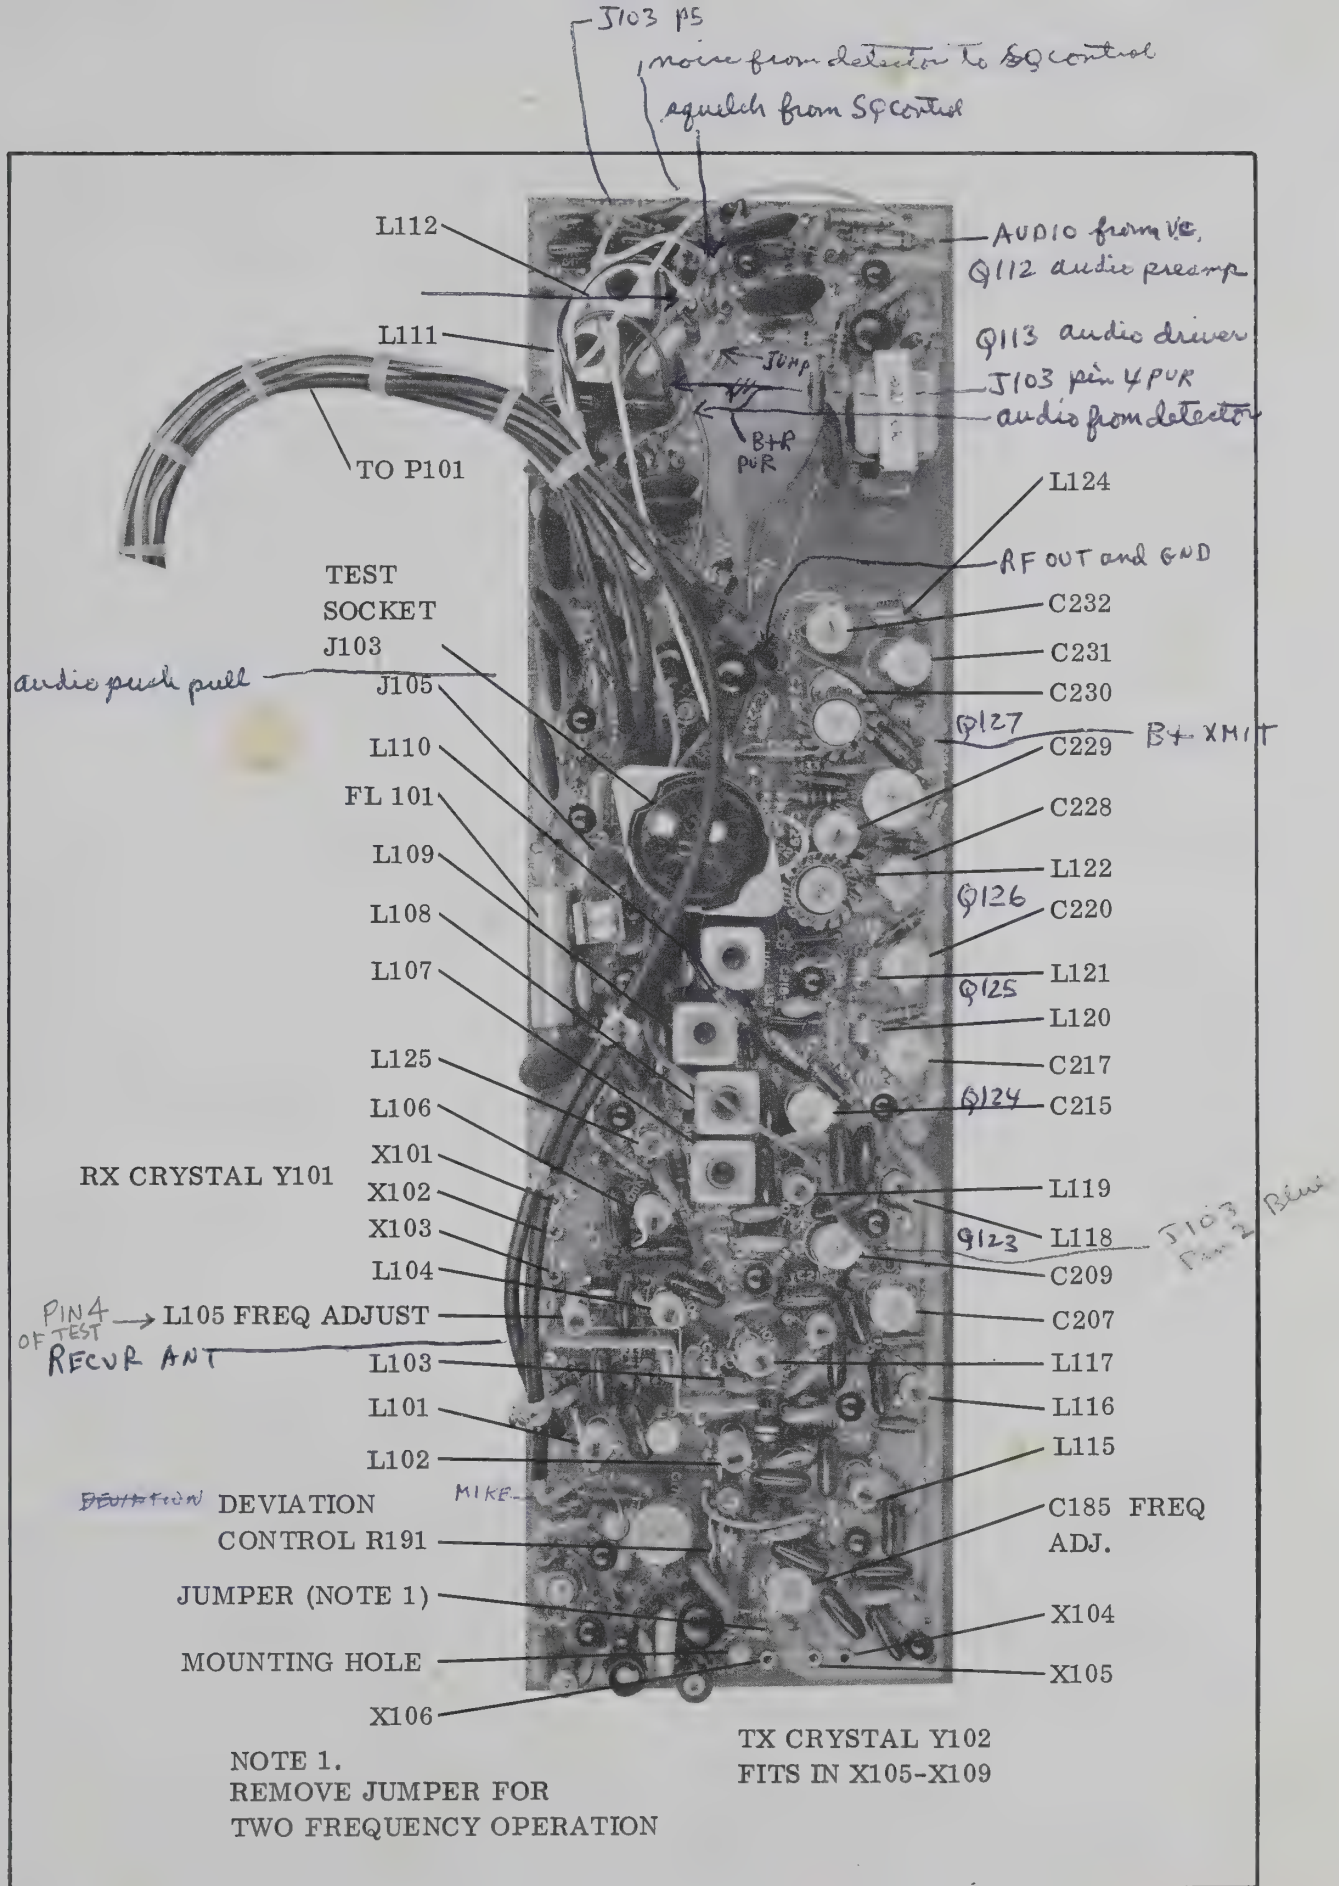 J103 p5
noise from detector to SQ control
squelch from SQ control
L112
AUDIO from VC.
Q112 audio preamp
L111
JUMP
Q113 audio driver
J103 pin 4 PUR
audio from detector
B+R
PUR
TO P101
L124
RF OUT and GND
TEST
SOCKET
J103
C232
C231
audio push pull
J105
C230
Q127
B+ XMIT
L110
C229
FL 101
C228
L109
L122
Q126
L108
C220
L107
L121
Q125
L120
L125
C217
L106
Q124
C215
X101
RX CRYSTAL Y101
X102
L119
X103
L118
J103
Pin 2 Blue
Q123
L104
C209
PIN 4
OF TEST
L105 FREQ ADJUST
C207
RECVR ANT
L103
L117
L101
L116
L102
L115
DEVIATION
CONTROL R191
MIKE
C185 FREQ
ADJ.
JUMPER (NOTE 1)
X104
MOUNTING HOLE
X105
X106
NOTE 1.
REMOVE JUMPER FOR
TWO FREQUENCY OPERATION
TX CRYSTAL Y102
FITS IN X105-X109